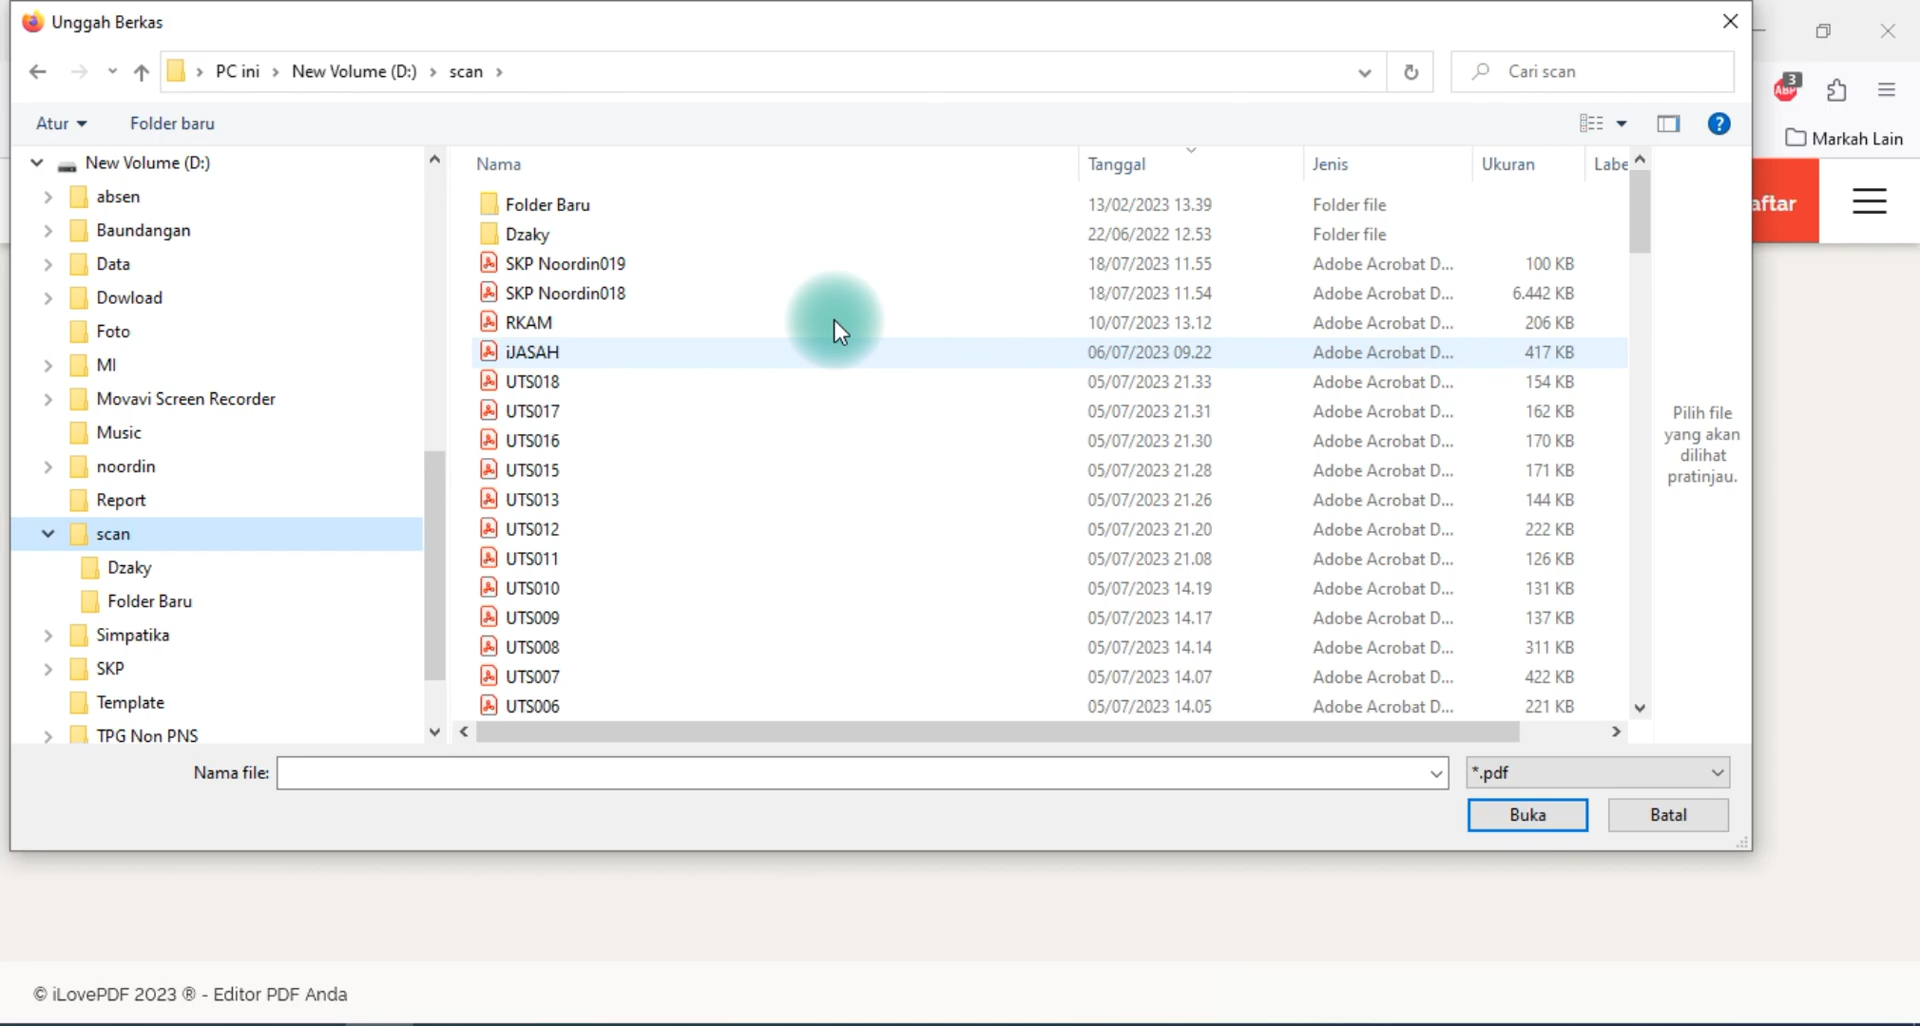 Unggah Berkas
PC ini > New Volume (D:) > scan >
Cari scan
3
ABP
Atur
Folder baru
?
Markah Lain
aftar
New Volume (D:)
absen
Baundangan
Data
Dowload
Foto
MI
Movavi Screen Recorder
Music
noordin
Report
scan
Dzaky
Folder Baru
Simpatika
SKP
Template
TPG Non PNS
Nama Tanggal Jenis Ukuran Labe
Folder Baru 13/02/2023 13.39 Folder file
Dzaky 22/06/2022 12.53 Folder file
SKP Noordin019 18/07/2023 11.55 Adobe Acrobat D... 100 KB
SKP Noordin018 18/07/2023 11.54 Adobe Acrobat D... 6.442 KB
RKAM 10/07/2023 13.12 Adobe Acrobat D... 206 KB
iJASAH 06/07/2023 09.22 Adobe Acrobat D... 417 KB
UTS018 05/07/2023 21.33 Adobe Acrobat D... 154 KB
UTS017 05/07/2023 21.31 Adobe Acrobat D... 162 KB
UTS016 05/07/2023 21.30 Adobe Acrobat D... 170 KB
UTS015 05/07/2023 21.28 Adobe Acrobat D... 171 KB
UTS013 05/07/2023 21.26 Adobe Acrobat D... 144 KB
UTS012 05/07/2023 21.20 Adobe Acrobat D... 222 KB
UTS011 05/07/2023 21.08 Adobe Acrobat D... 126 KB
UTS010 05/07/2023 14.19 Adobe Acrobat D... 131 KB
UTS009 05/07/2023 14.17 Adobe Acrobat D... 137 KB
UTS008 05/07/2023 14.14 Adobe Acrobat D... 311 KB
UTS007 05/07/2023 14.07 Adobe Acrobat D... 422 KB
UTS006 05/07/2023 14.05 Adobe Acrobat D... 221 KB
Pilih file
yang akan
dilihat
pratinjau.
Nama file:
*.pdf
Buka
Batal
© iLovePDF 2023 ® - Editor PDF Anda